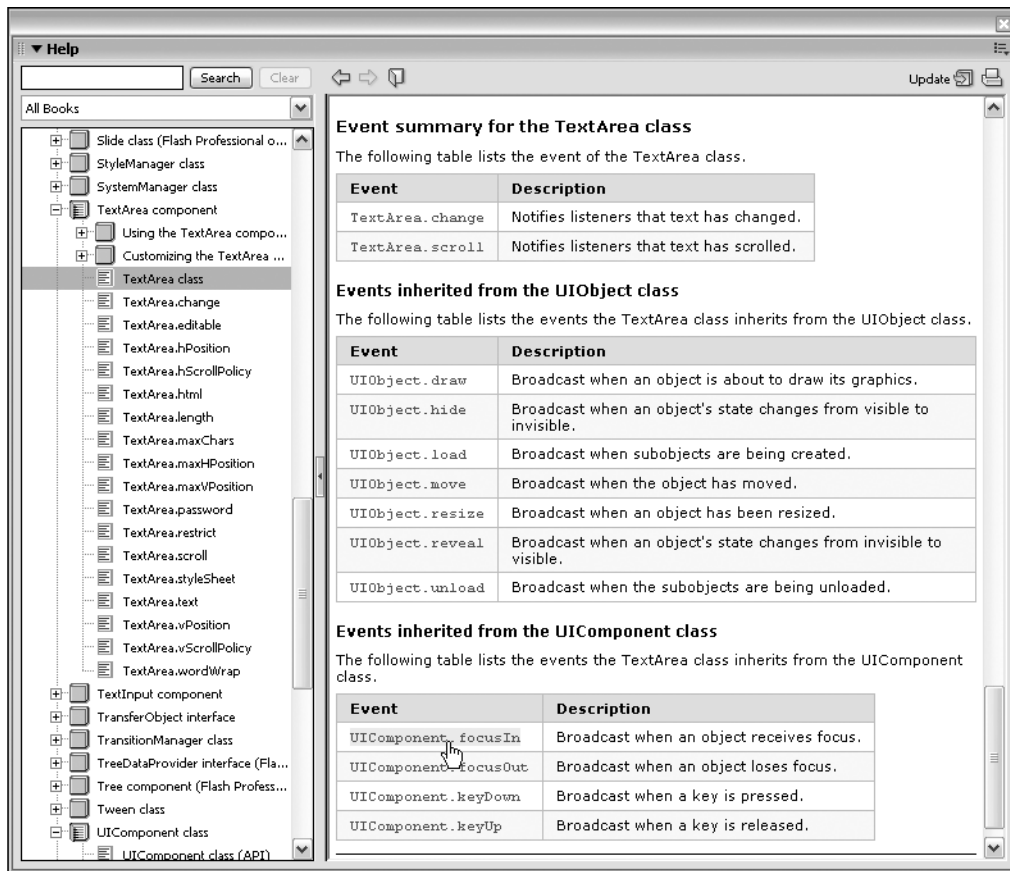 Help
Search
Clear
Update
All Books
Slide class (Flash Professional o...
StyleManager class
SystemManager class
TextArea component
Using the TextArea compo...
Customizing the TextArea ...
TextArea class
TextArea.change
TextArea.editable
TextArea.hPosition
TextArea.hScrollPolicy
TextArea.html
TextArea.length
TextArea.maxChars
TextArea.maxHPosition
TextArea.maxVPosition
TextArea.password
TextArea.restrict
TextArea.scroll
TextArea.styleSheet
TextArea.text
TextArea.vPosition
TextArea.vScrollPolicy
TextArea.wordWrap
TextInput component
TransferObject interface
TransitionManager class
TreeDataProvider interface (Fla...
Tree component (Flash Profess...
Tween class
UIComponent class
UIComponent class (API)
Event summary for the TextArea class
The following table lists the event of the TextArea class.
Event Description
TextArea.change Notifies listeners that text has changed.
TextArea.scroll Notifies listeners that text has scrolled.
Events inherited from the UIObject class
The following table lists the events the TextArea class inherits from the UIObject class.
Event Description
UIObject.draw Broadcast when an object is about to draw its graphics.
UIObject.hide Broadcast when an object's state changes from visible to
invisible.
UIObject.load Broadcast when subobjects are being created.
UIObject.move Broadcast when the object has moved.
UIObject.resize Broadcast when an object has been resized.
UIObject.reveal Broadcast when an object's state changes from invisible to
visible.
UIObject.unload Broadcast when the subobjects are being unloaded.
Events inherited from the UIComponent class
The following table lists the events the TextArea class inherits from the UIComponent
class.
Event Description
UIComponent.focusIn Broadcast when an object receives focus.
UIComponent.focusOut Broadcast when an object loses focus.
UIComponent.keyDown Broadcast when a key is pressed.
UIComponent.keyUp Broadcast when a key is released.